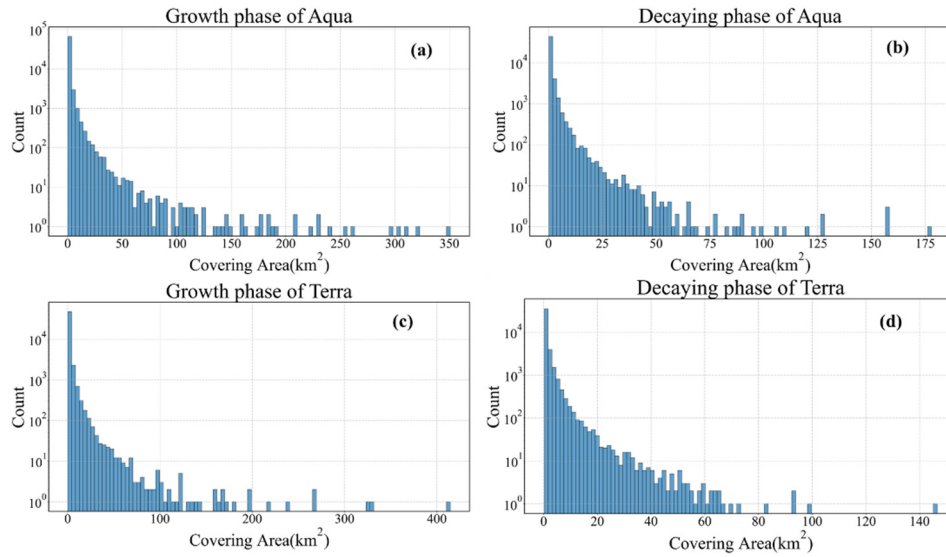 Growth phase of Aqua
(a)
10^5
10^4
10^3
10^2
10^1
10^0
Count
0 50 100 150 200 250 300 350
Covering Area(km^2)
Decaying phase of Aqua
(b)
10^4
10^3
10^2
10^1
10^0
Count
0 25 50 75 100 125 150 175
Covering Area(km^2)
Growth phase of Terra
(c)
10^4
10^3
10^2
10^1
10^0
Count
0 100 200 300 400
Covering Area(km^2)
Decaying phase of Terra
(d)
10^4
10^3
10^2
10^1
10^0
Count
0 20 40 60 80 100 120 140
Covering Area(km^2)